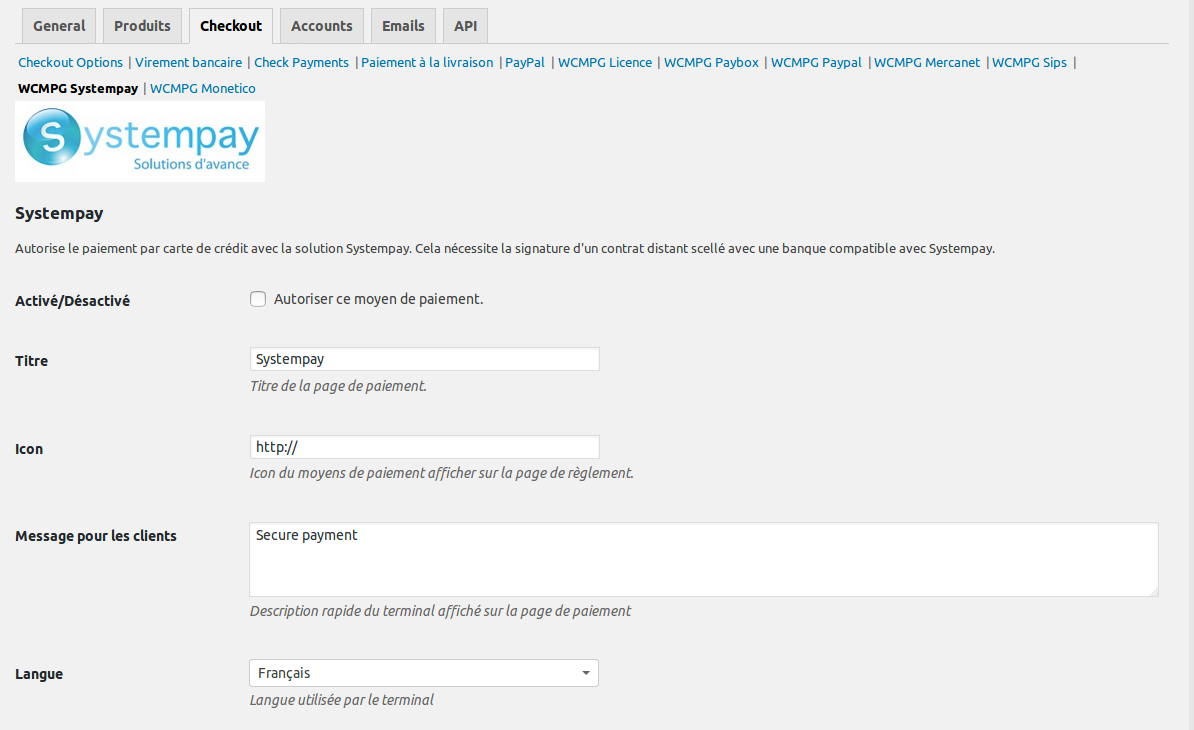 General Produits Checkout Accounts Emails API
Checkout Options | Virement bancaire | Check Payments | Paiement à la livraison | PayPal | WCMPG Licence | WCMPG Paybox | WCMPG Paypal | WCMPG Mercanet | WCMPG Sips |
WCMPG Systempay | WCMPG Monetico
Systempay
Solutions d'avance
Systempay
Autorise le paiement par carte de crédit avec la solution Systempay. Cela nécessite la signature d'un contrat distant scellé avec une banque compatible avec Systempay.
Activé/Désactivé Autoriser ce moyen de paiement.
Titre Systempay
Titre de la page de paiement.
Icon http://
Icon du moyens de paiement afficher sur la page de règlement.
Message pour les clients Secure payment
Description rapide du terminal affiché sur la page de paiement
Langue Français
Langue utilisée par le terminal